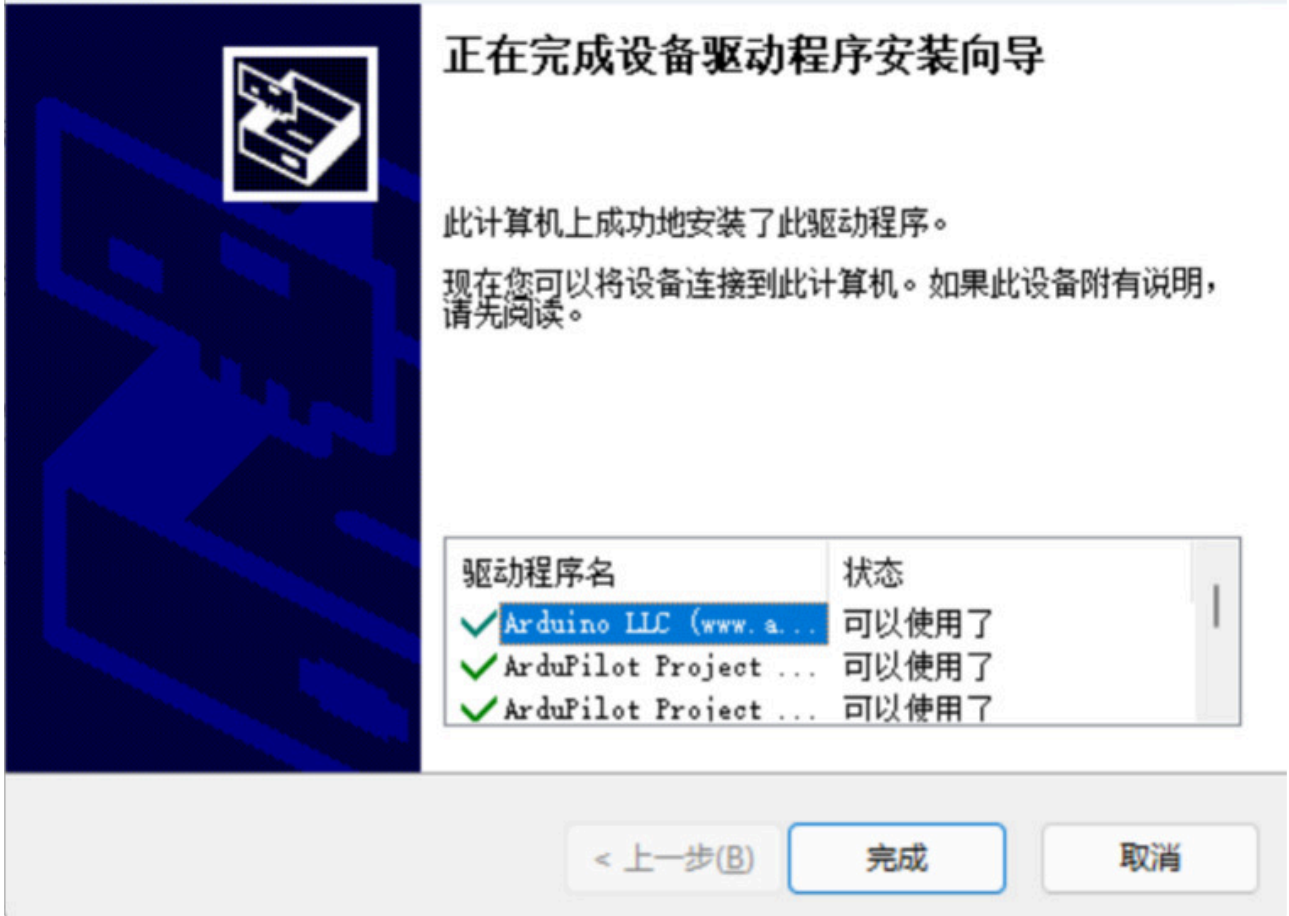 正在完成设备驱动程序安装向导
此计算机上成功地安装了此驱动程序。
现在您可以将设备连接到此计算机。如果此设备附有说明，
请先阅读。
驱动程序名 状态
Arduino LLC (www.a... 可以使用了
ArduPilot Project ... 可以使用了
ArduPilot Project ... 可以使用了
< 上一步(B) 完成 取消